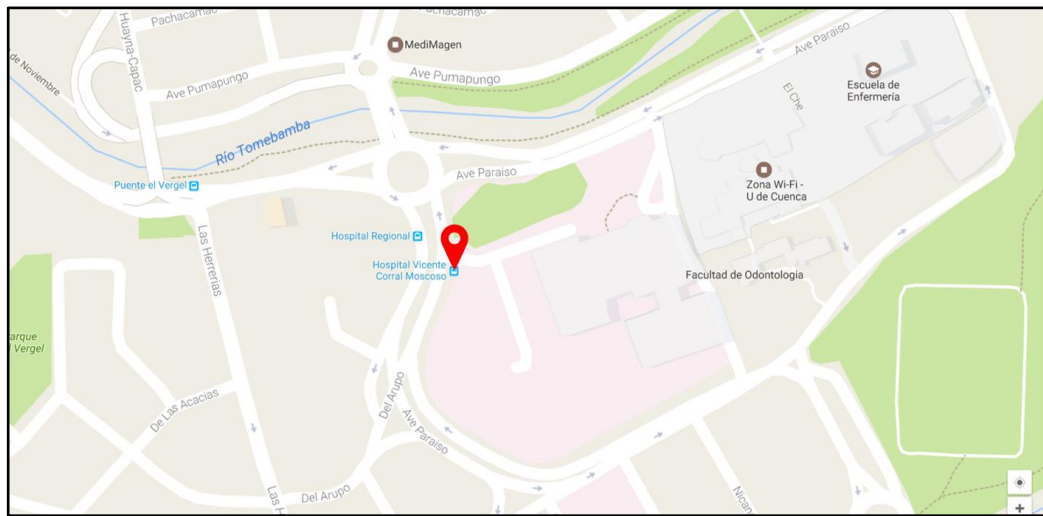 Pachacamac
Pachacamac
Huayna-Capac
MediMagen
Ave Paraiso
de Noviembre
Ave Pumapungo
Ave Pumapungo
Escuela de
Enfermería
El Che
Río Tomebamba
Ave Paraiso
Zona Wi-Fi -
U de Cuenca
Puente el Vergel
Las Herrerias
Hospital Regional
Hospital Vicente
Corral Moscoso
Facultad de Odontologia
arque
l Vergel
De Las Acacias
Del Arupo
Ave Paraiso
Las H
Del Arupo
Nican
+